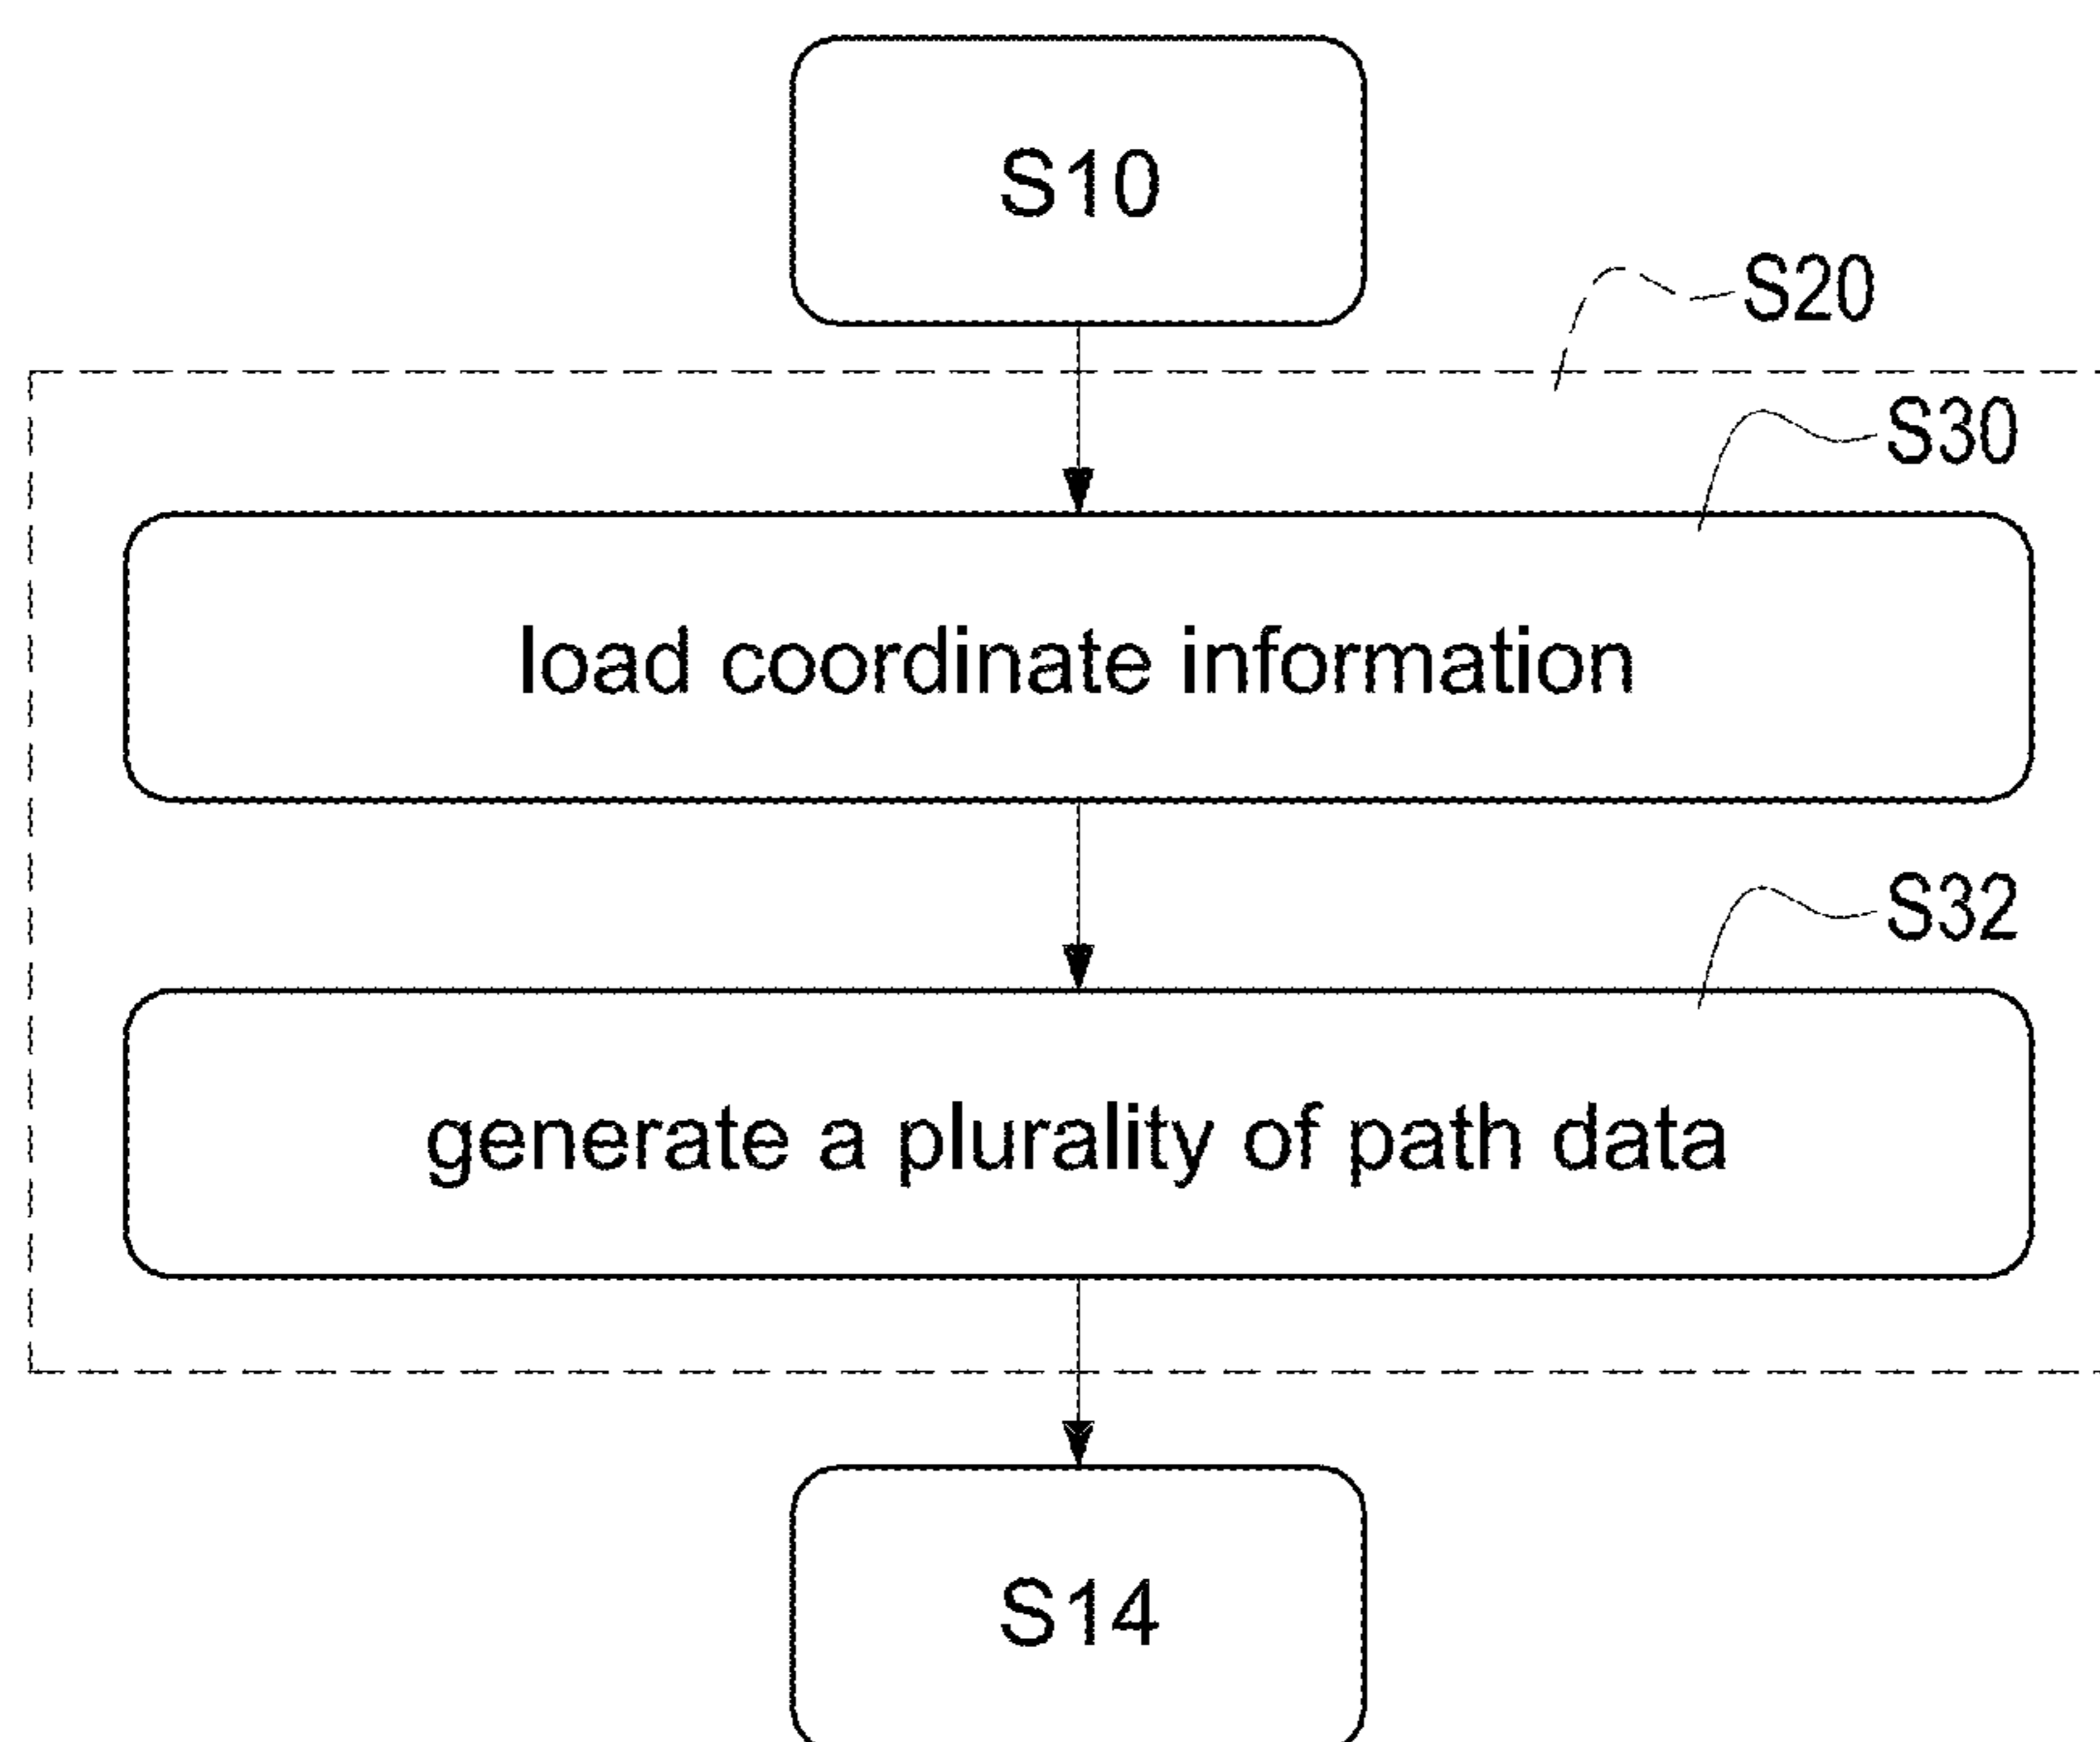 S10
S20
S30
load coordinate information
S32
generate a plurality of path data
S14